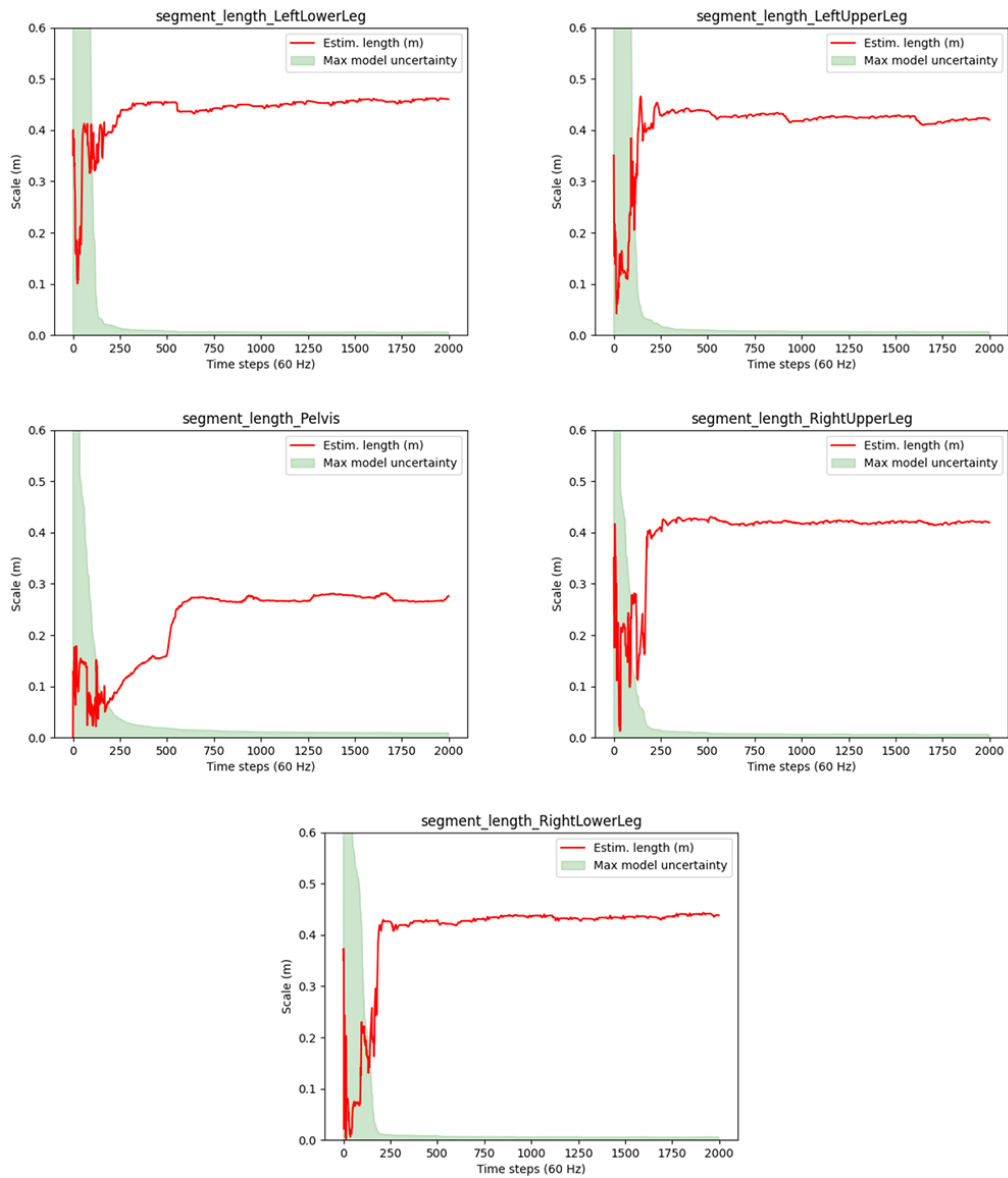 segment_length_LeftLowerLeg
0.6
0.5
0.4
0.3
0.2
0.1
0.0
Scale (m)
Estim. length (m)
Max model uncertainty
0 250 500 750 1000 1250 1500 1750 2000
Time steps (60 Hz)
segment_length_LeftUpperLeg
0.6
0.5
0.4
0.3
0.2
0.1
0.0
Scale (m)
Estim. length (m)
Max model uncertainty
0 250 500 750 1000 1250 1500 1750 2000
Time steps (60 Hz)
segment_length_Pelvis
0.6
0.5
0.4
0.3
0.2
0.1
0.0
Scale (m)
Estim. length (m)
Max model uncertainty
0 250 500 750 1000 1250 1500 1750 2000
Time steps (60 Hz)
segment_length_RightUpperLeg
0.6
0.5
0.4
0.3
0.2
0.1
0.0
Scale (m)
Estim. length (m)
Max model uncertainty
0 250 500 750 1000 1250 1500 1750 2000
Time steps (60 Hz)
segment_length_RightLowerLeg
0.6
0.5
0.4
0.3
0.2
0.1
0.0
Scale (m)
Estim. length (m)
Max model uncertainty
0 250 500 750 1000 1250 1500 1750 2000
Time steps (60 Hz)